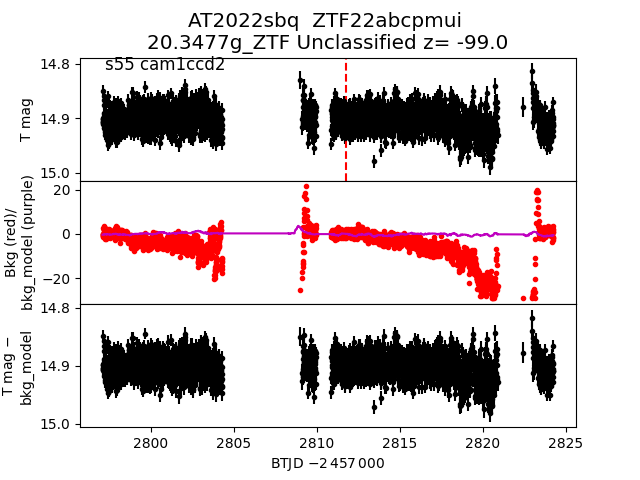 AT2022sbq  ZTF22abcpmui
20.3477g_ZTF Unclassified z= -99.0
s55 cam1ccd2
14.8
14.9
15.0
T mag
20
0
−20
Bkg (red)/
bkg_model (purple)
14.8
14.9
15.0
T mag −
bkg_model
2800
2805
2810
2815
2820
2825
BTJD −2 457 000